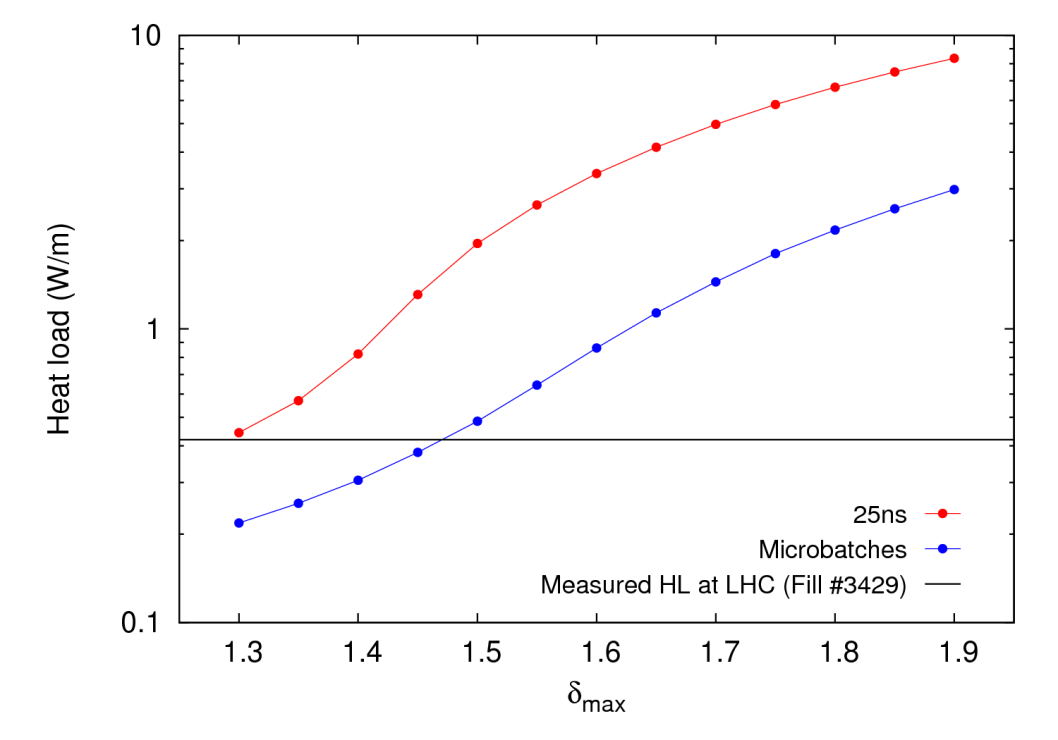 10
1
0.1
Heat load (W/m)
25ns
Microbatches
Measured HL at LHC (Fill #3429)
1.3 1.4 1.5 1.6 1.7 1.8 1.9
δmax